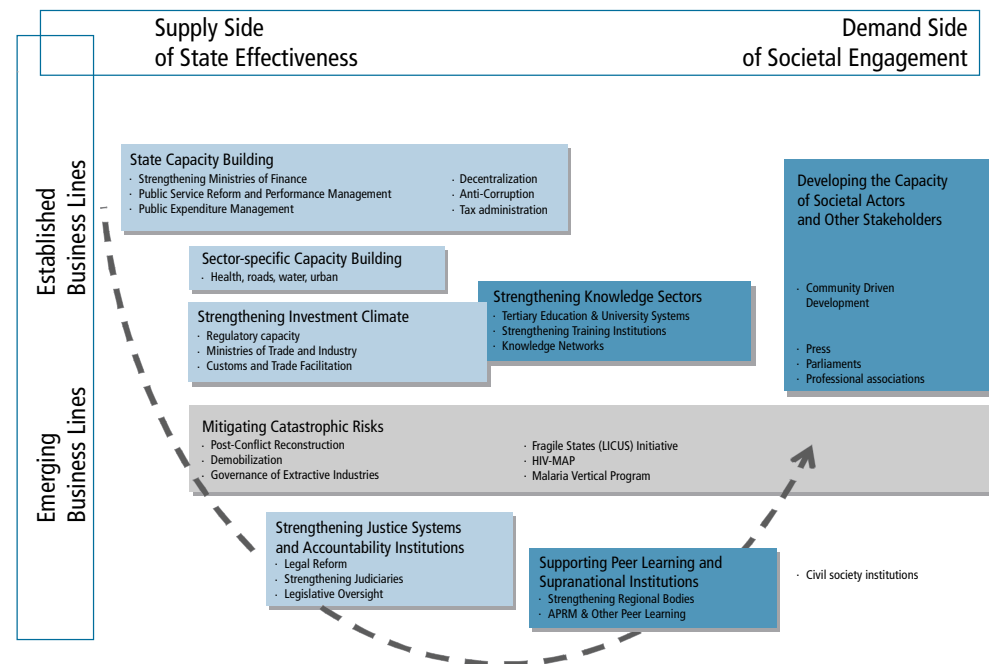 Supply Side
of State Effectiveness
Demand Side
of Societal Engagement
Established
Business Lines
Emerging
Business Lines
State Capacity Building
· Strengthening Ministries of Finance
· Public Service Reform and Performance Management
· Public Expenditure Management
· Decentralization
· Anti-Corruption
· Tax administration
Developing the Capacity
of Societal Actors
and Other Stakeholders
· Community Driven
Development
· Press
· Parliaments
· Professional associations
Sector-specific Capacity Building
· Health, roads, water, urban
Strengthening Knowledge Sectors
· Tertiary Education & University Systems
· Strengthening Training Institutions
· Knowledge Networks
Strengthening Investment Climate
· Regulatory capacity
· Ministries of Trade and Industry
· Customs and Trade Facilitation
Mitigating Catastrophic Risks
· Post-Conflict Reconstruction
· Demobilization
· Governance of Extractive Industries
· Fragile States (LICUS) Initiative
· HIV-MAP
· Malaria Vertical Program
Strengthening Justice Systems
and Accountability Institutions
· Legal Reform
· Strengthening Judiciaries
· Legislative Oversight
Supporting Peer Learning and
Supranational Institutions
· Strengthening Regional Bodies
· APRM & Other Peer Learning
· Civil society institutions